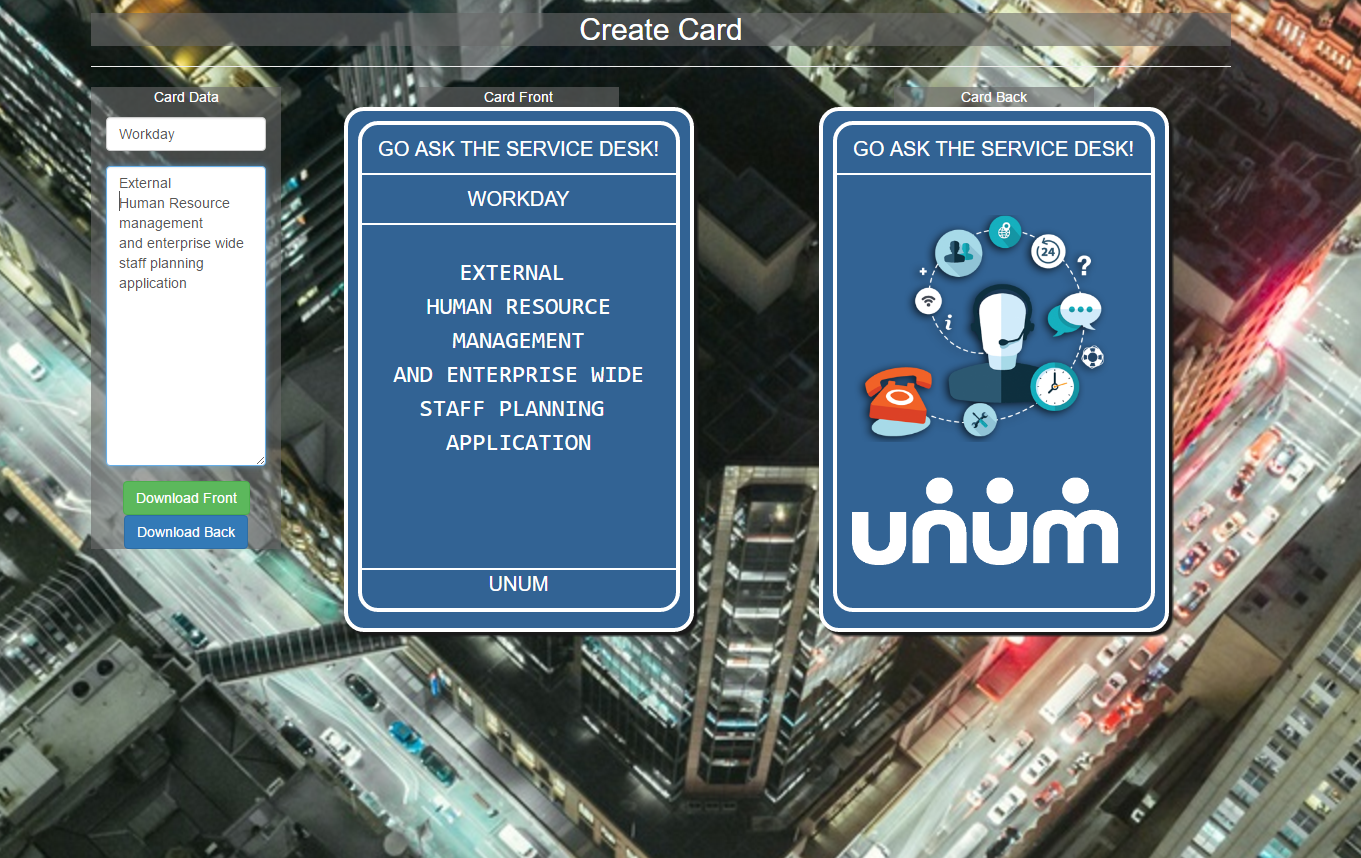 Create Card
Card Data
Workday
External
Human Resource
management
and enterprise wide
staff planning
application
Download Front
Download Back
Card Front
GO ASK THE SERVICE DESK!
WORKDAY
EXTERNAL
HUMAN RESOURCE
MANAGEMENT
AND ENTERPRISE WIDE
STAFF PLANNING
APPLICATION
UNUM
Card Back
GO ASK THE SERVICE DESK!
24
?
+
i
unum